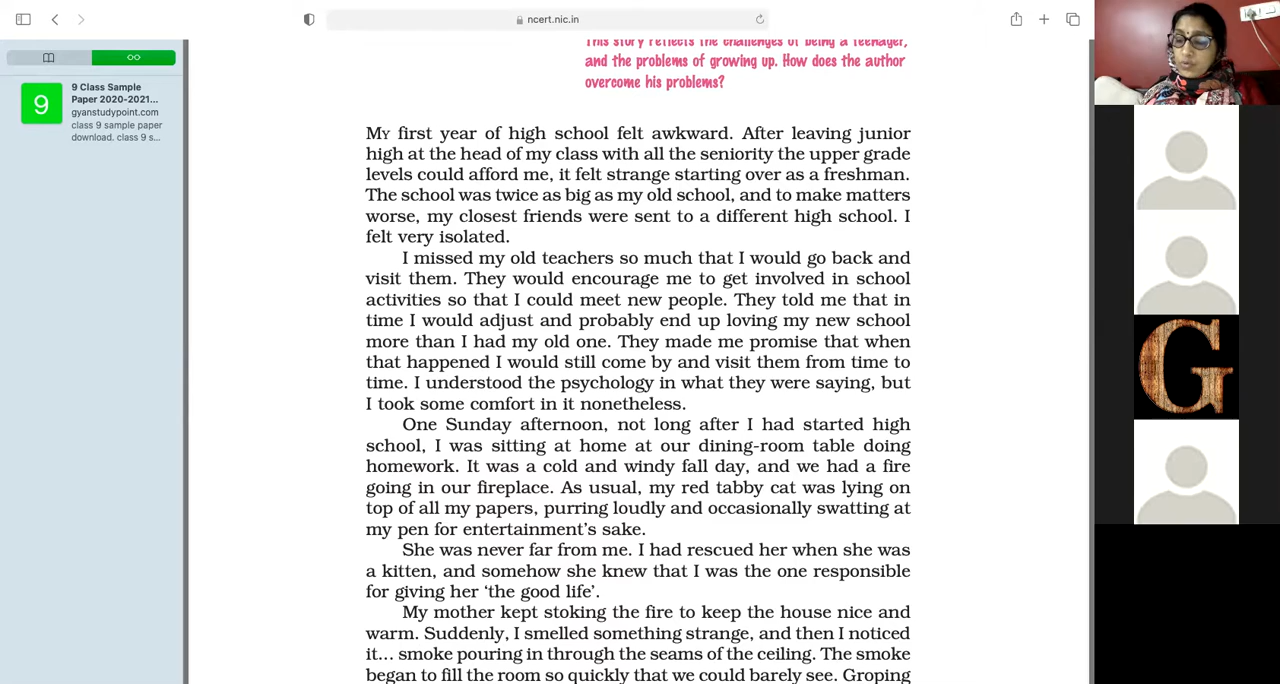 ncert.nic.in
9
9 Class Sample
Paper 2020-2021...
gyanstudypoint.com
class 9 sample paper
download. class 9 s...
This story reflects the challenges of being a teenager,
and the problems of growing up. How does the author
overcome his problems?
MY first year of high school felt awkward. After leaving junior
high at the head of my class with all the seniority the upper grade
levels could afford me, it felt strange starting over as a freshman.
The school was twice as big as my old school, and to make matters
worse, my closest friends were sent to a different high school. I
felt very isolated.
I missed my old teachers so much that I would go back and
visit them. They would encourage me to get involved in school
activities so that I could meet new people. They told me that in
time I would adjust and probably end up loving my new school
more than I had my old one. They made me promise that when
that happened I would still come by and visit them from time to
time. I understood the psychology in what they were saying, but
I took some comfort in it nonetheless.
One Sunday afternoon, not long after I had started high
school, I was sitting at home at our dining-room table doing
homework. It was a cold and windy fall day, and we had a fire
going in our fireplace. As usual, my red tabby cat was lying on
top of all my papers, purring loudly and occasionally swatting at
my pen for entertainment's sake.
She was never far from me. I had rescued her when she was
a kitten, and somehow she knew that I was the one responsible
for giving her 'the good life'.
My mother kept stoking the fire to keep the house nice and
warm. Suddenly, I smelled something strange, and then I noticed
it... smoke pouring in through the seams of the ceiling. The smoke
began to fill the room so quickly that we could barely see. Groping
G